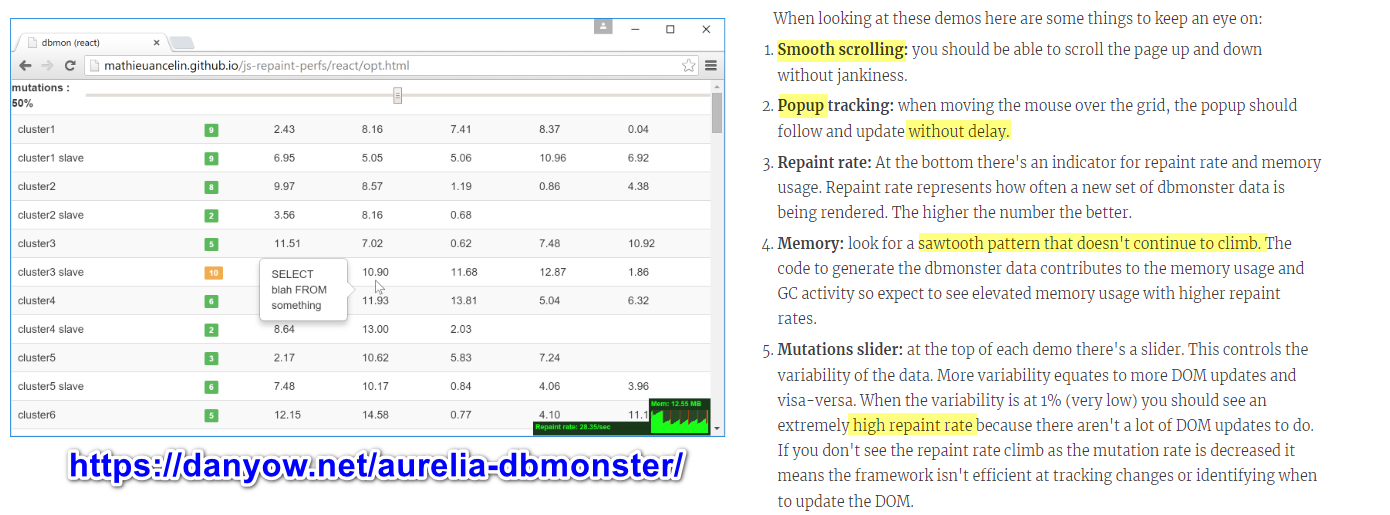 dbmon (react)
mathieuancelin.github.io/js-repaint-perfs/react/opt.html
mutations :
50%
cluster1 9 2.43 8.16 7.41 8.37 0.04
cluster1 slave 9 6.95 5.05 5.06 10.96 6.92
cluster2 8 9.97 8.57 1.19 0.86 4.38
cluster2 slave 2 3.56 8.16 0.68
cluster3 5 11.51 7.02 0.62 7.48 10.92
cluster3 slave 10 10.90 11.68 12.87 1.86
SELECT
blah FROM
something
cluster4 6 11.93 13.81 5.04 6.32
cluster4 slave 2 8.64 13.00 2.03
cluster5 3 2.17 10.62 5.83 7.24
cluster5 slave 6 7.48 10.17 0.84 4.06 3.96
cluster6 5 12.15 14.58 0.77 4.10
Mem: 12.55 MB
Repaint rate: 28.35/sec
https://danyow.net/aurelia-dbmonster/
When looking at these demos here are some things to keep an eye on:
1. Smooth scrolling: you should be able to scroll the page up and down
without jankiness.
2. Popup tracking: when moving the mouse over the grid, the popup should
follow and update without delay.
3. Repaint rate: At the bottom there's an indicator for repaint rate and memory
usage. Repaint rate represents how often a new set of dbmonster data is
being rendered. The higher the number the better.
4. Memory: look for a sawtooth pattern that doesn't continue to climb. The
code to generate the dbmonster data contributes to the memory usage and
GC activity so expect to see elevated memory usage with higher repaint
rates.
5. Mutations slider: at the top of each demo there's a slider. This controls the
variability of the data. More variability equates to more DOM updates and
visa-versa. When the variability is at 1% (very low) you should see an
extremely high repaint rate because there aren't a lot of DOM updates to do.
If you don't see the repaint rate climb as the mutation rate is decreased it
means the framework isn't efficient at tracking changes or identifying when
to update the DOM.